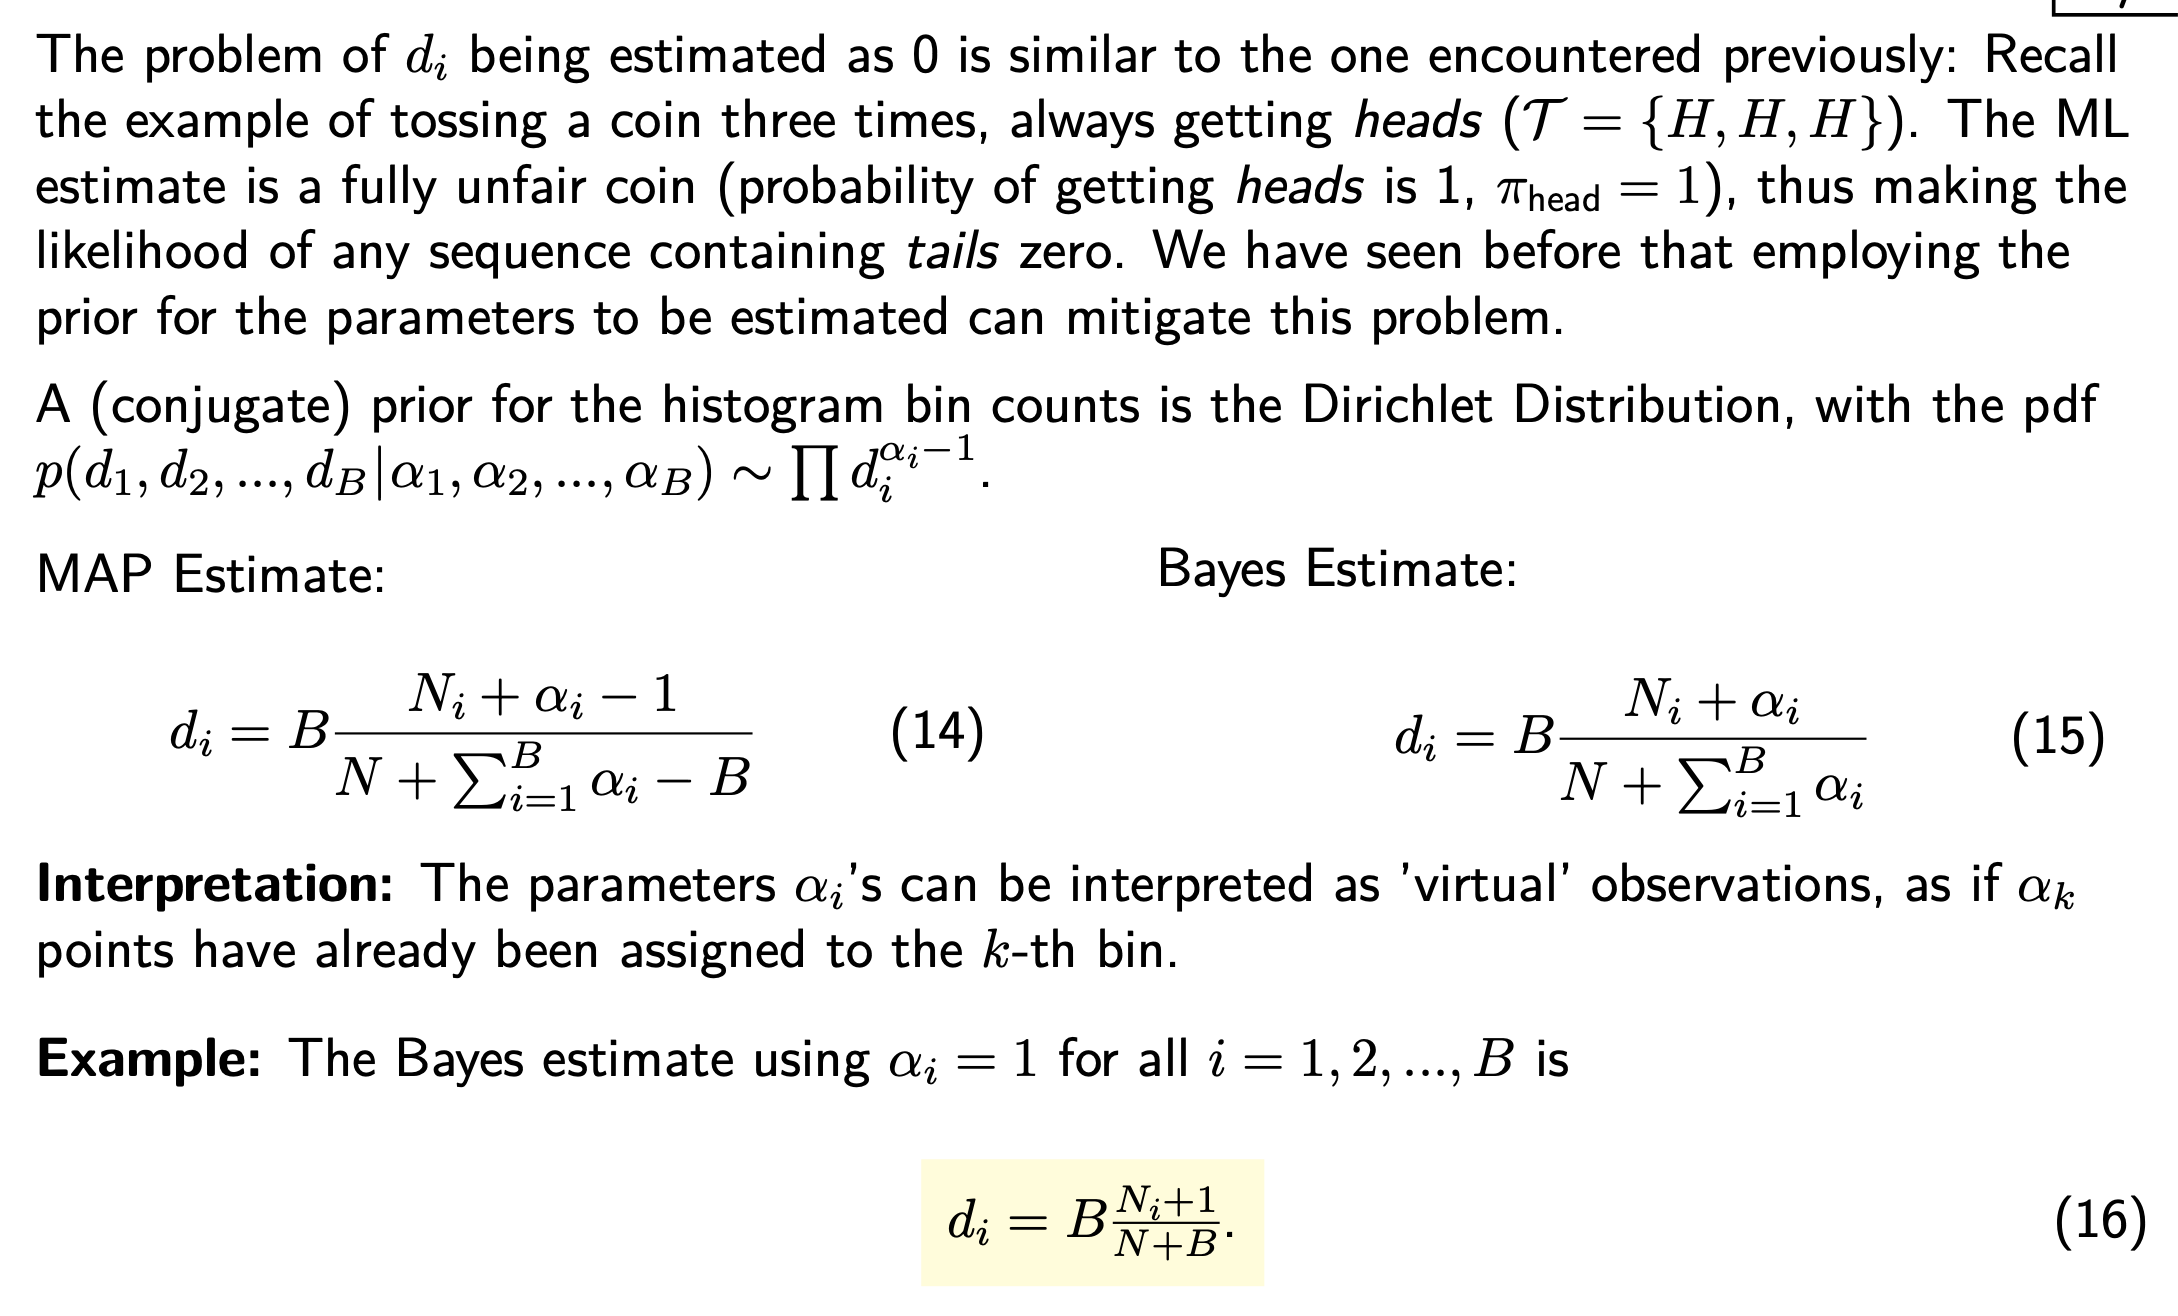 The problem of $d_i$ being estimated as 0 is similar to the one encountered previously: Recall
the example of tossing a coin three times, always getting heads ($\mathcal{T} = \{H, H, H\}$). The ML
estimate is a fully unfair coin (probability of getting heads is 1, $\pi_{\text{head}} = 1$), thus making the
likelihood of any sequence containing tails zero. We have seen before that employing the
prior for the parameters to be estimated can mitigate this problem.
A (conjugate) prior for the histogram bin counts is the Dirichlet Distribution, with the pdf
$p(d_1, d_2, ..., d_B | \alpha_1, \alpha_2, ..., \alpha_B) \sim \prod d_i^{\alpha_i - 1}$.
MAP Estimate:
$d_i = B \frac{N_i + \alpha_i - 1}{N + \sum_{i=1}^{B} \alpha_i - B}$ (14)
Bayes Estimate:
$d_i = B \frac{N_i + \alpha_i}{N + \sum_{i=1}^{B} \alpha_i}$ (15)
Interpretation: The parameters $\alpha_i$'s can be interpreted as 'virtual' observations, as if $\alpha_k$
points have already been assigned to the $k$-th bin.
Example: The Bayes estimate using $\alpha_i = 1$ for all $i = 1, 2, ..., B$ is
$d_i = B \frac{N_i + 1}{N + B}.$ (16)